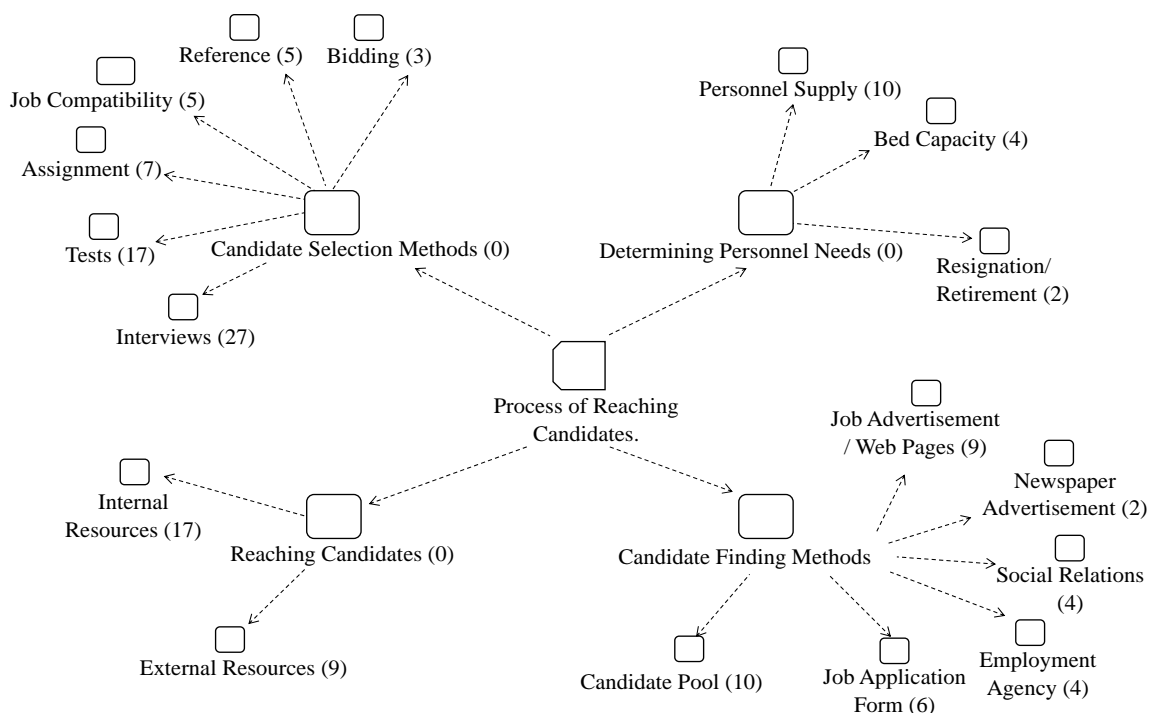 Reference (5)
Bidding (3)
Job Compatibility (5)
Assignment (7)
Tests (17)
Candidate Selection Methods (0)
Interviews (27)
Personnel Supply (10)
Bed Capacity (4)
Determining Personnel Needs (0)
Resignation/
Retirement (2)
Process of Reaching
Candidates.
Internal
Resources (17)
Reaching Candidates (0)
External Resources (9)
Job Advertisement
/ Web Pages (9)
Newspaper
Advertisement (2)
Candidate Finding Methods
Social Relations
(4)
Employment
Agency (4)
Job Application
Form (6)
Candidate Pool (10)